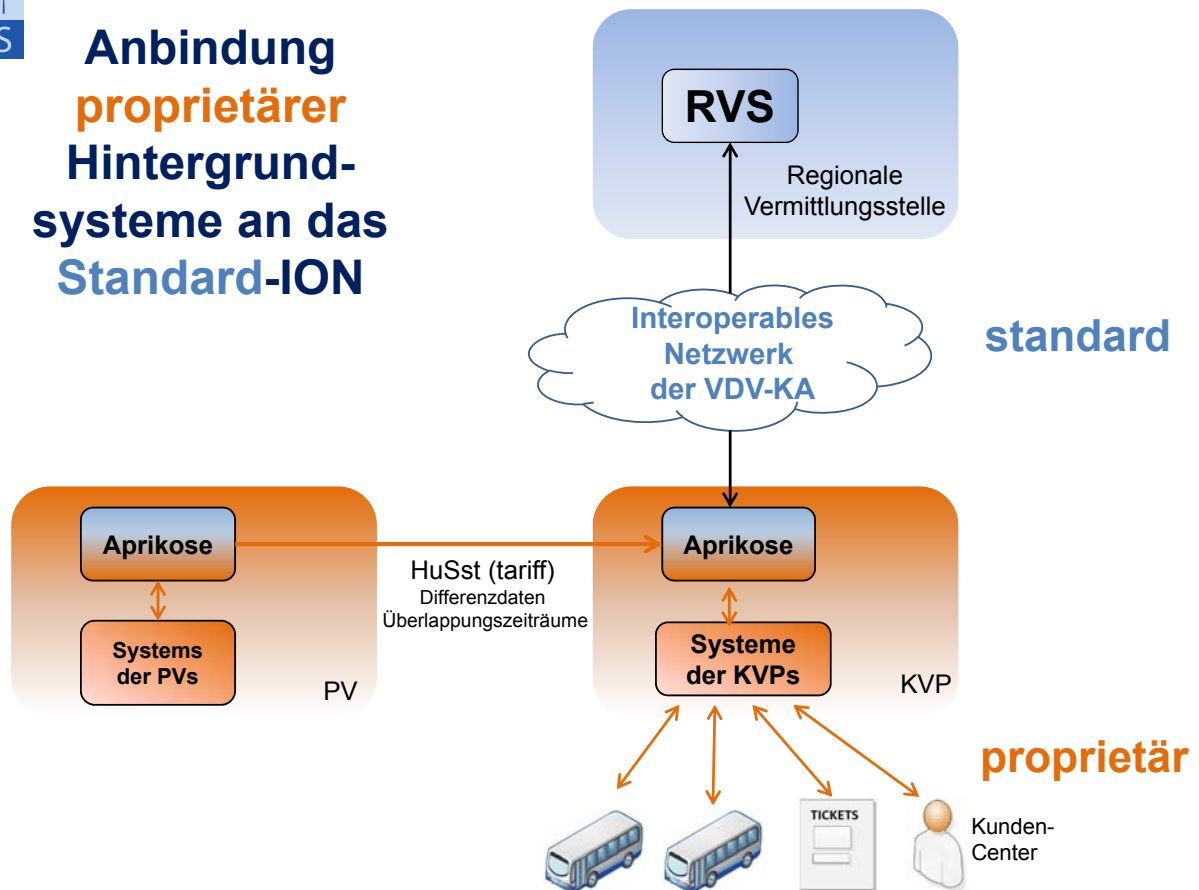 S
Anbindung
proprietärer
Hintergrund-
systeme an das
Standard-ION
RVS
Regionale
Vermittlungsstelle
Interoperables
Netzwerk
der VDV-KA
standard
Aprikose
Systems
der PVs
PV
HuSst (tariff)
Differenzdaten
Überlappungszeiträume
Aprikose
Systeme
der KVPs
KVP
proprietär
TICKETS
Kunden-
Center